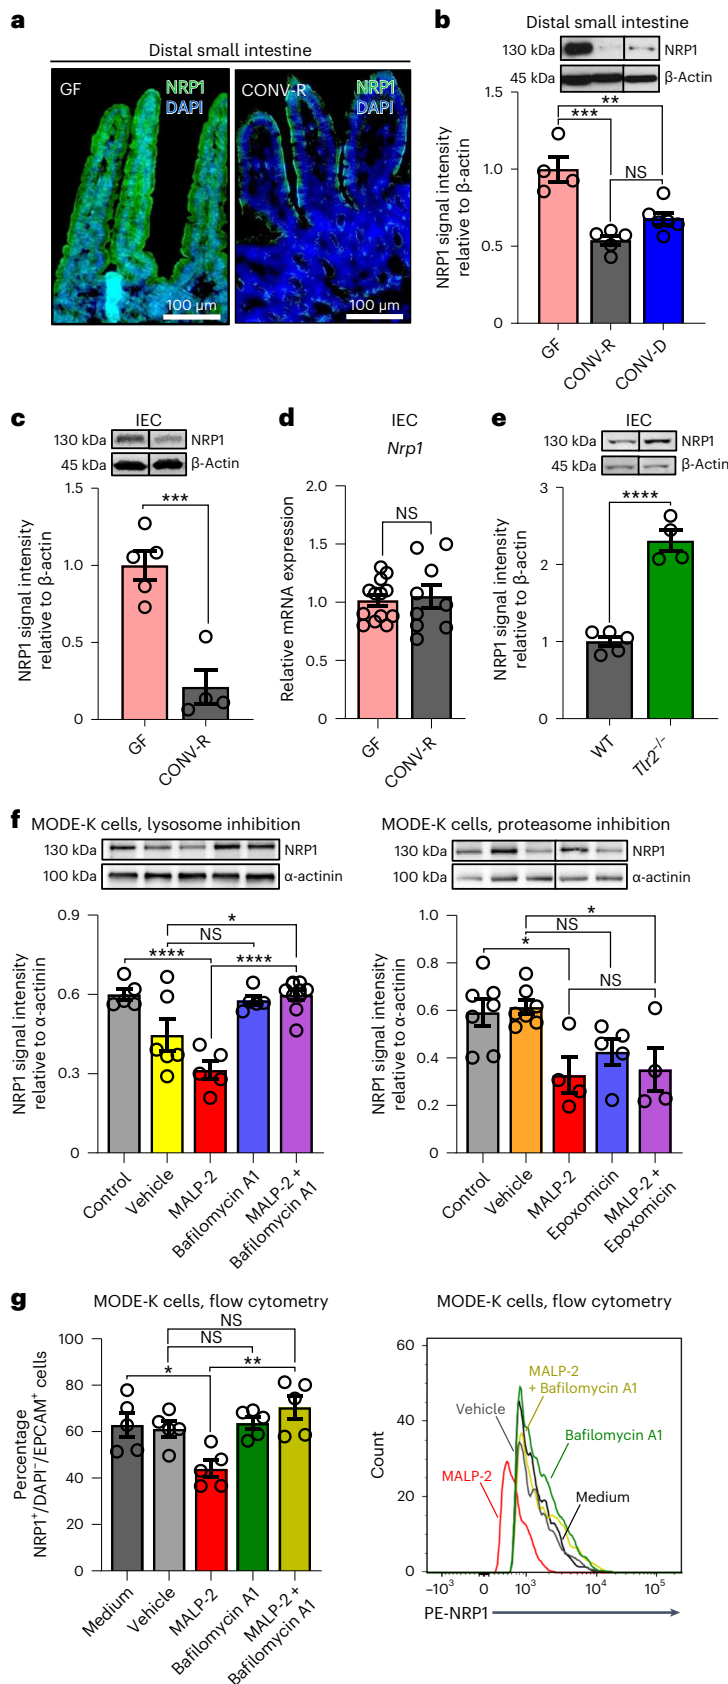 a
Distal small intestine
GF
NRP1
DAPI
100 µm
CONV-R
NRP1
DAPI
100 µm
b
Distal small intestine
130 kDa
NRP1
45 kDa
β-Actin
NRP1 signal intensity
relative to β-actin
1.5
1.0
0.5
0
**
***
NS
GF
CONV-R
CONV-D
c
IEC
130 kDa
NRP1
45 kDa
β-Actin
NRP1 signal intensity
relative to β-actin
1.5
1.0
0.5
0
***
GF
CONV-R
d
IEC
Nrp1
Relative mRNA expression
2.0
1.5
1.0
0.5
0
NS
GF
CONV-R
e
IEC
130 kDa
NRP1
45 kDa
β-Actin
NRP1 signal intensity
relative to β-actin
3
2
1
0
****
WT
Tlr2⁻/⁻
f
MODE-K cells, lysosome inhibition
130 kDa
NRP1
100 kDa
α-actinin
NRP1 signal intensity
relative to α-actinin
0.9
0.6
0.3
0
*
NS
****
****
Control
Vehicle
MALP-2
Bafilomycin A1
MALP-2 +
Bafilomycin A1
MODE-K cells, proteasome inhibition
130 kDa
NRP1
100 kDa
α-actinin
NRP1 signal intensity
relative to α-actinin
1.0
0.8
0.6
0.4
0.2
0
*
NS
*
NS
Control
Vehicle
MALP-2
Epoxomicin
MALP-2 +
Epoxomicin
g
MODE-K cells, flow cytometry
Percentage
NRP1⁺/DAPI⁻/EPCAM⁺ cells
100
80
60
40
20
0
NS
NS
*
**
Medium
Vehicle
MALP-2
Bafilomycin A1
MALP-2 +
Bafilomycin A1
MODE-K cells, flow cytometry
Count
60
40
20
0
MALP-2
+ Bafilomycin A1
Vehicle
Bafilomycin A1
MALP-2
Medium
−10³
0
10³
10⁴
10⁵
PE-NRP1